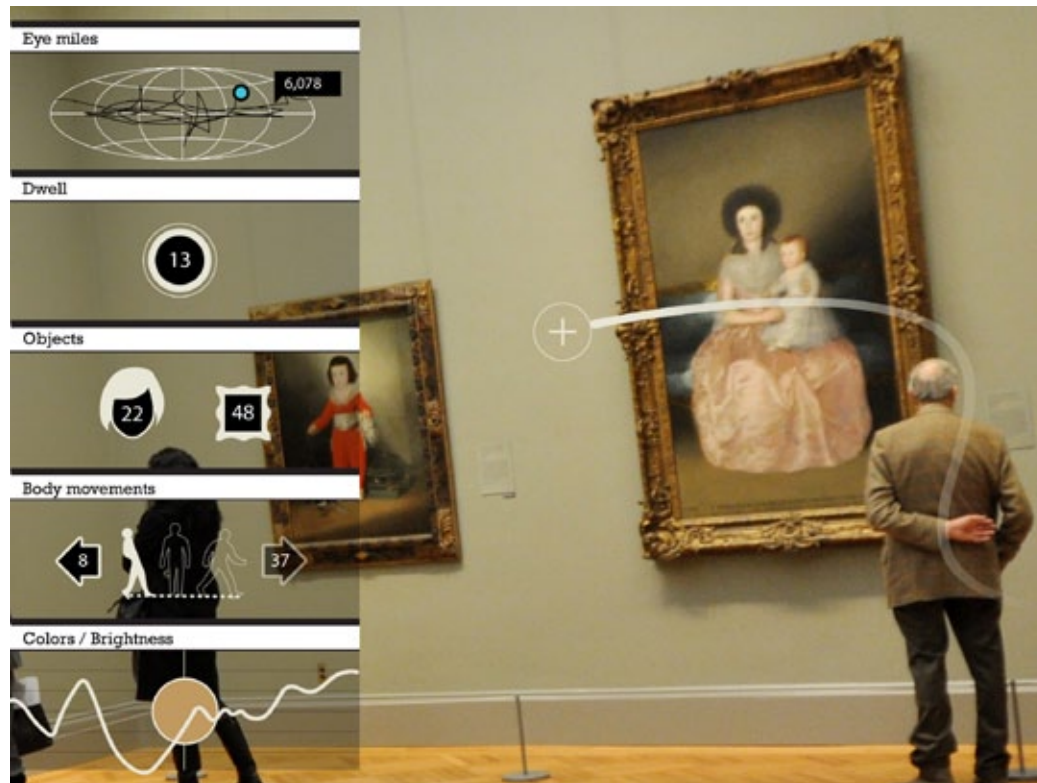 Eye miles
6,078
Dwell
13
Objects
22
48
Body movements
8
37
Colors / Brightness